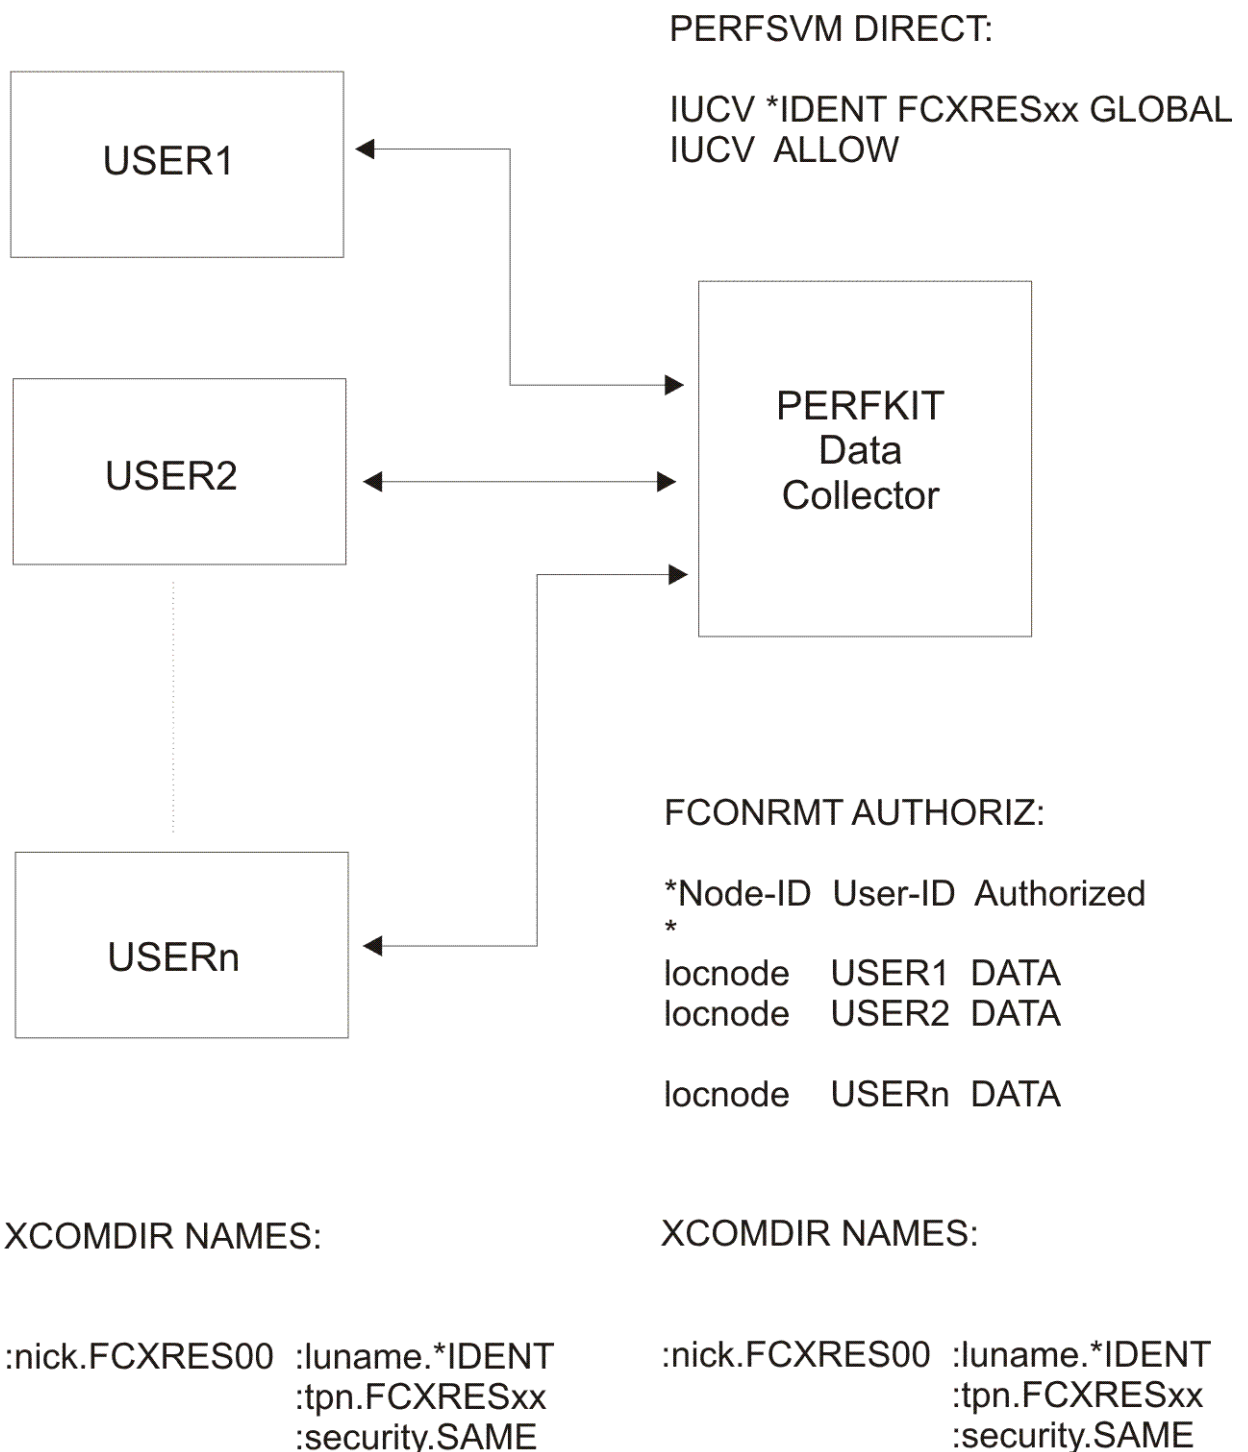 PERFSVM DIRECT:
IUCV *IDENT FCXRESxx GLOBAL
IUCV ALLOW
USER1
USER2
USERn
PERFKIT
Data
Collector
FCONRMT AUTHORIZ:
*Node-ID User-ID Authorized
*
locnode USER1 DATA
locnode USER2 DATA
locnode USERn DATA
XCOMDIR NAMES:
:nick.FCXRES00 :luname.*IDENT
:tpn.FCXRESxx
:security.SAME
XCOMDIR NAMES:
:nick.FCXRES00 :luname.*IDENT
:tpn.FCXRESxx
:security.SAME